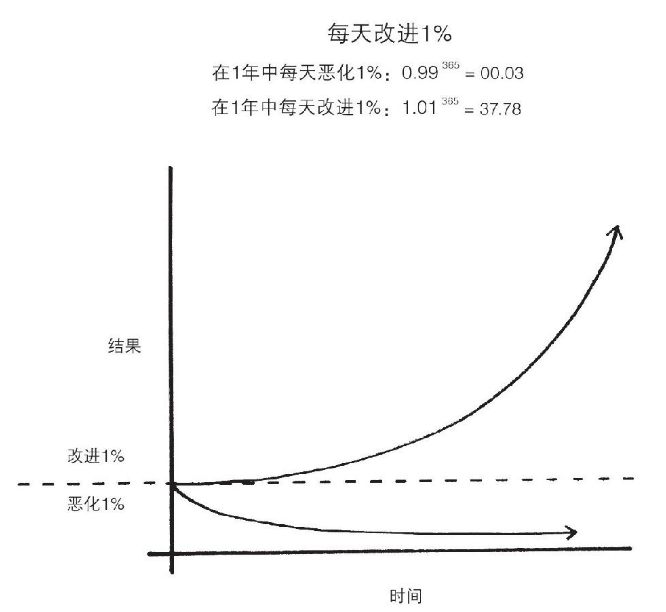 每天改进1%
在1年中每天恶化1%：0.99³⁶⁵ = 00.03
在1年中每天改进1%：1.01³⁶⁵ = 37.78
结果
改进1%
恶化1%
时间